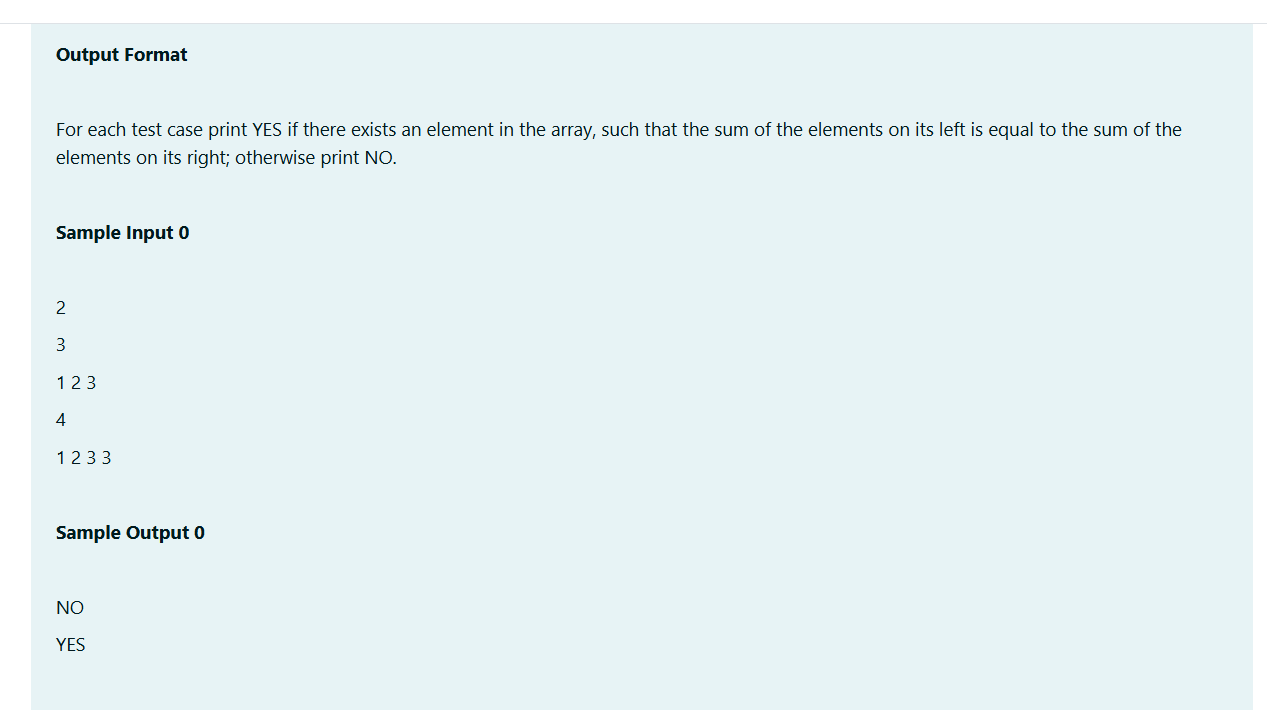 Output Format
For each test case print YES if there exists an element in the array, such that the sum of the elements on its left is equal to the sum of the
elements on its right; otherwise print NO.
Sample Input 0
2
3
1 2 3
4
1 2 3 3
Sample Output 0
NO
YES